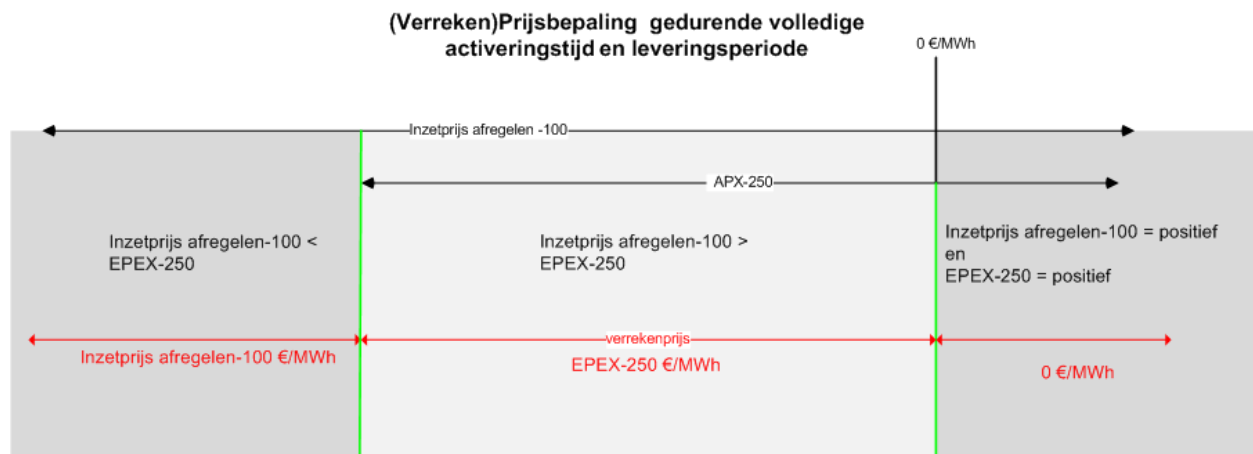 (Verreken)Prijsbepaling gedurende volledige
activeringstijd en leveringsperiode
0 €/MWh
Inzetprijs afregelen -100
APX-250
Inzetprijs afregelen-100 <
EPEX-250
Inzetprijs afregelen-100 >
EPEX-250
Inzetprijs afregelen-100 = positief
en
EPEX-250 = positief
Inzetprijs afregelen-100 €/MWh
verrekenprijs
EPEX-250 €/MWh
0 €/MWh